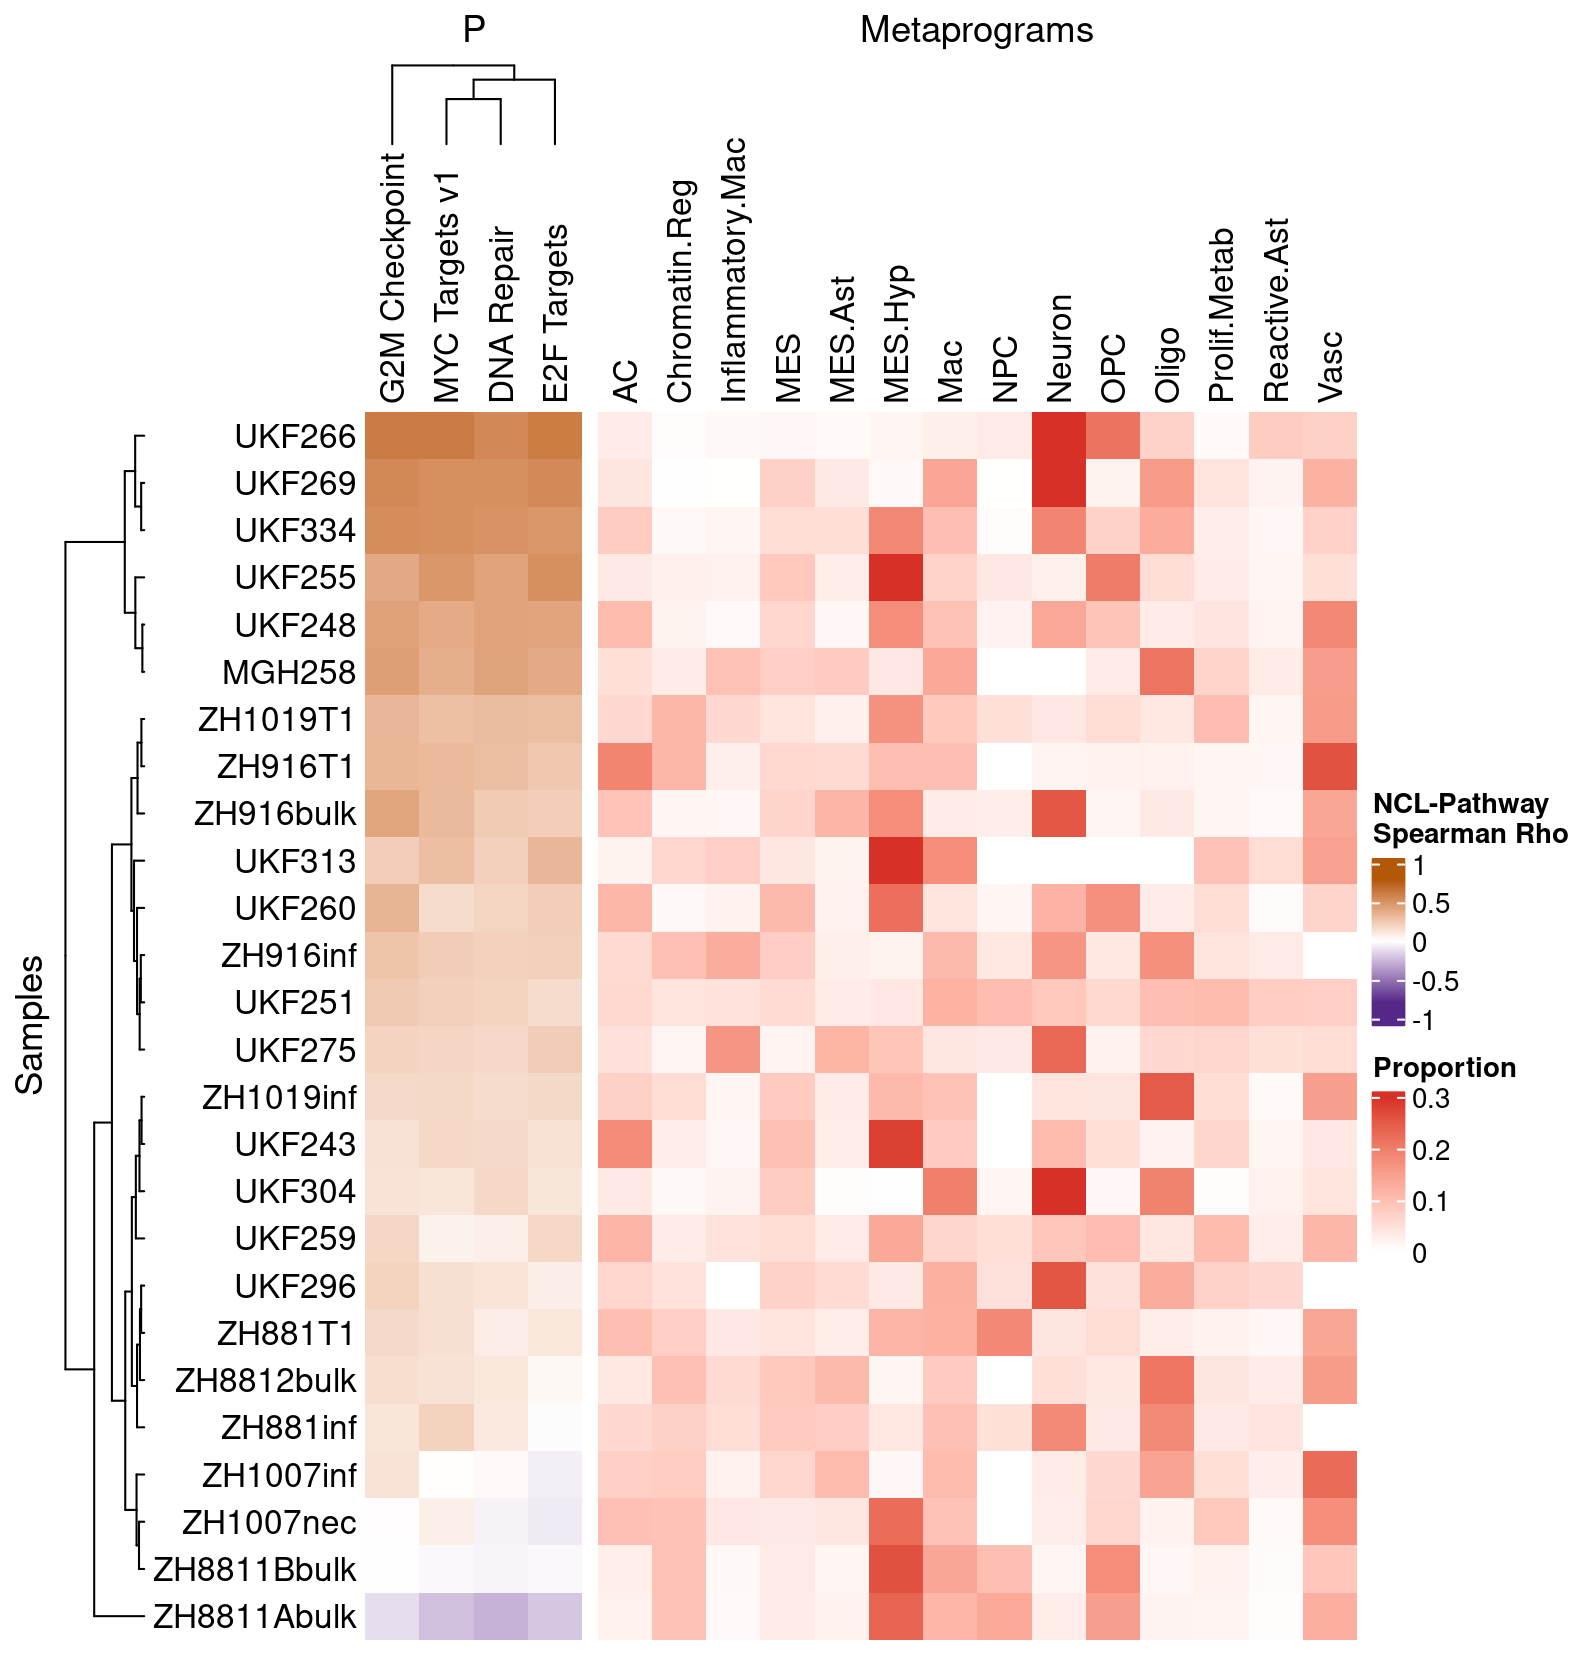 P
Metaprograms
G2M Checkpoint
MYC Targets v1
DNA Repair
E2F Targets
AC
Chromatin.Reg
Inflammatory.Mac
MES
MES.Ast
MES.Hyp
Mac
NPC
Neuron
OPC
Oligo
Prolif.Metab
Reactive.Ast
Vasc
Samples
UKF266
UKF269
UKF334
UKF255
UKF248
MGH258
ZH1019T1
ZH916T1
ZH916bulk
UKF313
UKF260
ZH916inf
UKF251
UKF275
ZH1019inf
UKF243
UKF304
UKF259
UKF296
ZH881T1
ZH8812bulk
ZH881inf
ZH1007inf
ZH1007nec
ZH8811Bbulk
ZH8811Abulk
NCL-Pathway
Spearman Rho
1
0.5
0
-0.5
-1
Proportion
0.3
0.2
0.1
0